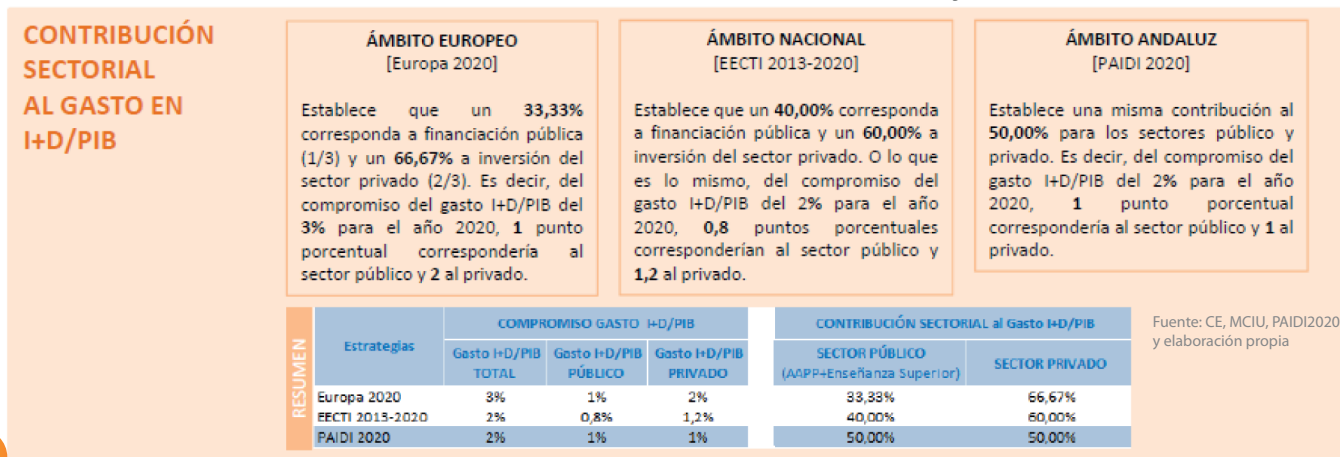 CONTRIBUCIÓN
SECTORIAL
AL GASTO EN
I+D/PIB
ÁMBITO EUROPEO
[Europa 2020]
Establece que un 33,33%
corresponda a financiación pública
(1/3) y un 66,67% a inversión del
sector privado (2/3). Es decir, del
compromiso del gasto I+D/PIB del
3% para el año 2020, 1 punto
porcentual correspondería al
sector público y 2 al privado.
ÁMBITO NACIONAL
[EECTI 2013-2020]
Establece que un 40,00% corresponda
a financiación pública y un 60,00% a
inversión del sector privado. O lo que
es lo mismo, del compromiso del
gasto I+D/PIB del 2% para el año
2020, 0,8 puntos porcentuales
corresponderían al sector público y
1,2 al privado.
ÁMBITO ANDALUZ
[PAIDI 2020]
Establece una misma contribución al
50,00% para los sectores público y
privado. Es decir, del compromiso del
gasto I+D/PIB del 2% para el año
2020, 1 punto porcentual
correspondería al sector público y 1 al
privado.
RESUMEN
Estrategias
COMPROMISO GASTO I+D/PIB
CONTRIBUCIÓN SECTORIAL al Gasto I+D/PIB
Gasto I+D/PIB TOTAL
Gasto I+D/PIB PÚBLICO
Gasto I+D/PIB PRIVADO
SECTOR PÚBLICO
(AAPP+Enseñanza Superior)
SECTOR PRIVADO
Europa 2020 3% 1% 2% 33,33% 66,67%
EECTI 2013-2020 2% 0,8% 1,2% 40,00% 60,00%
PAIDI 2020 2% 1% 1% 50,00% 50,00%
Fuente: CE, MCIU, PAIDI2020
y elaboración propia